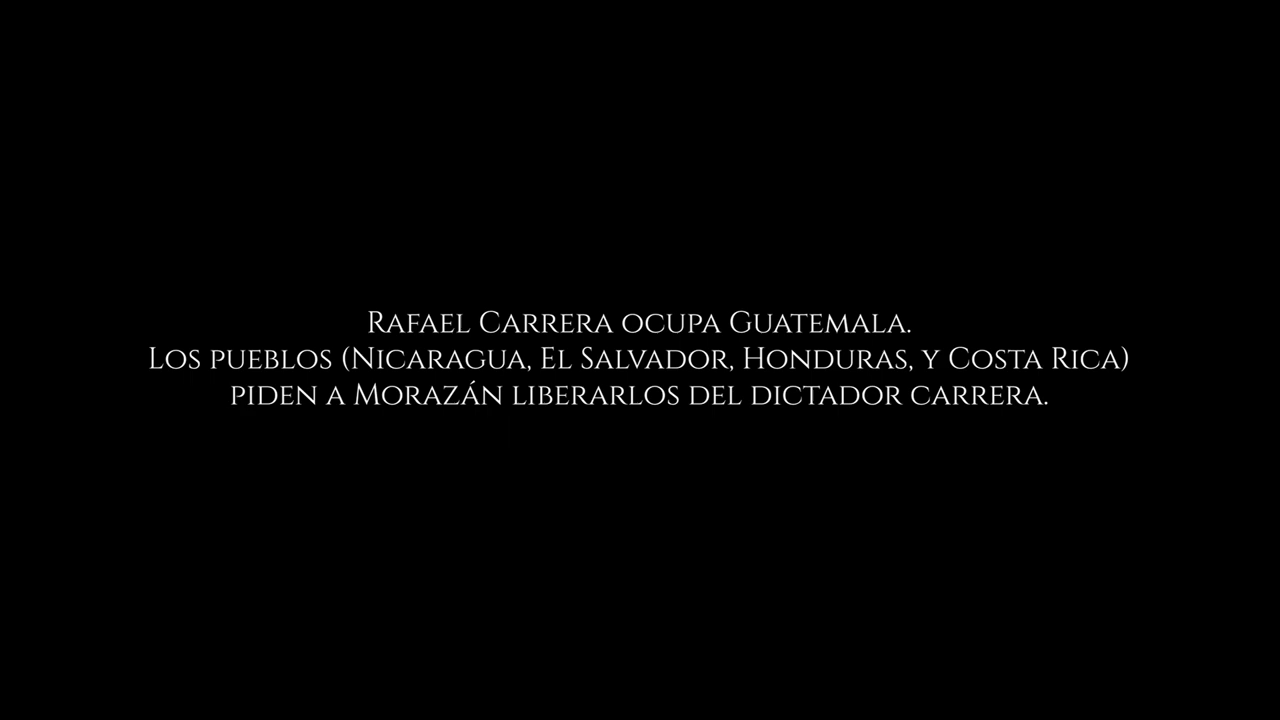 Rafael Carrera ocupa Guatemala.
Los pueblos (Nicaragua, El Salvador, Honduras, y Costa Rica)
piden a Morazán liberarlos del dictador carrera.